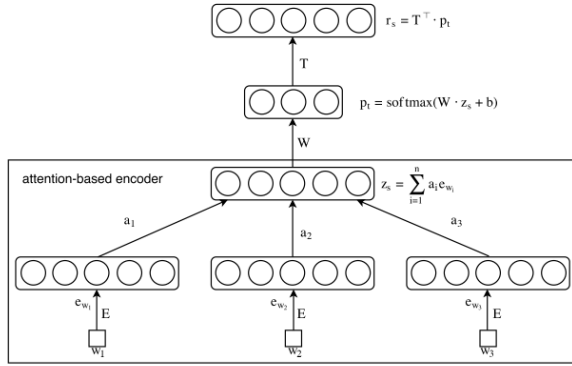 r_s = T^⊤ · p_t
T
p_t = softmax(W · z_s + b)
W
attention-based encoder
z_s = ∑_{i=1}^{n} a_i e_{w_i}
a_1
a_2
a_3
e_{w_1} E
e_{w_2} E
e_{w_3} E
w_1
w_2
w_3